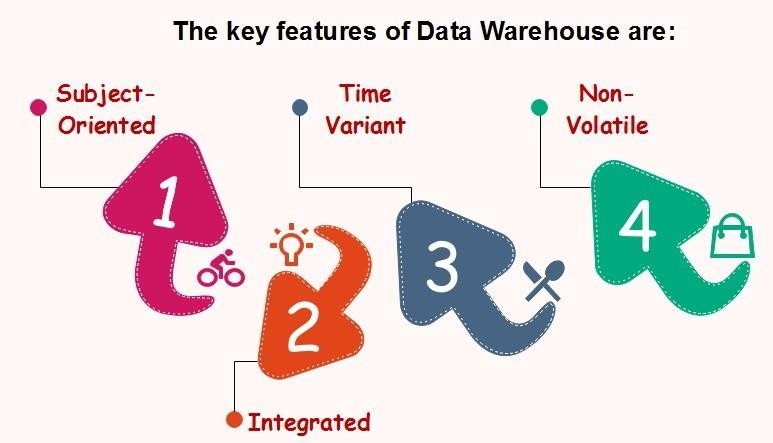 The key features of Data Warehouse are:
Subject-
Oriented
1
2
Integrated
Time
Variant
3
Non-
Volatile
4